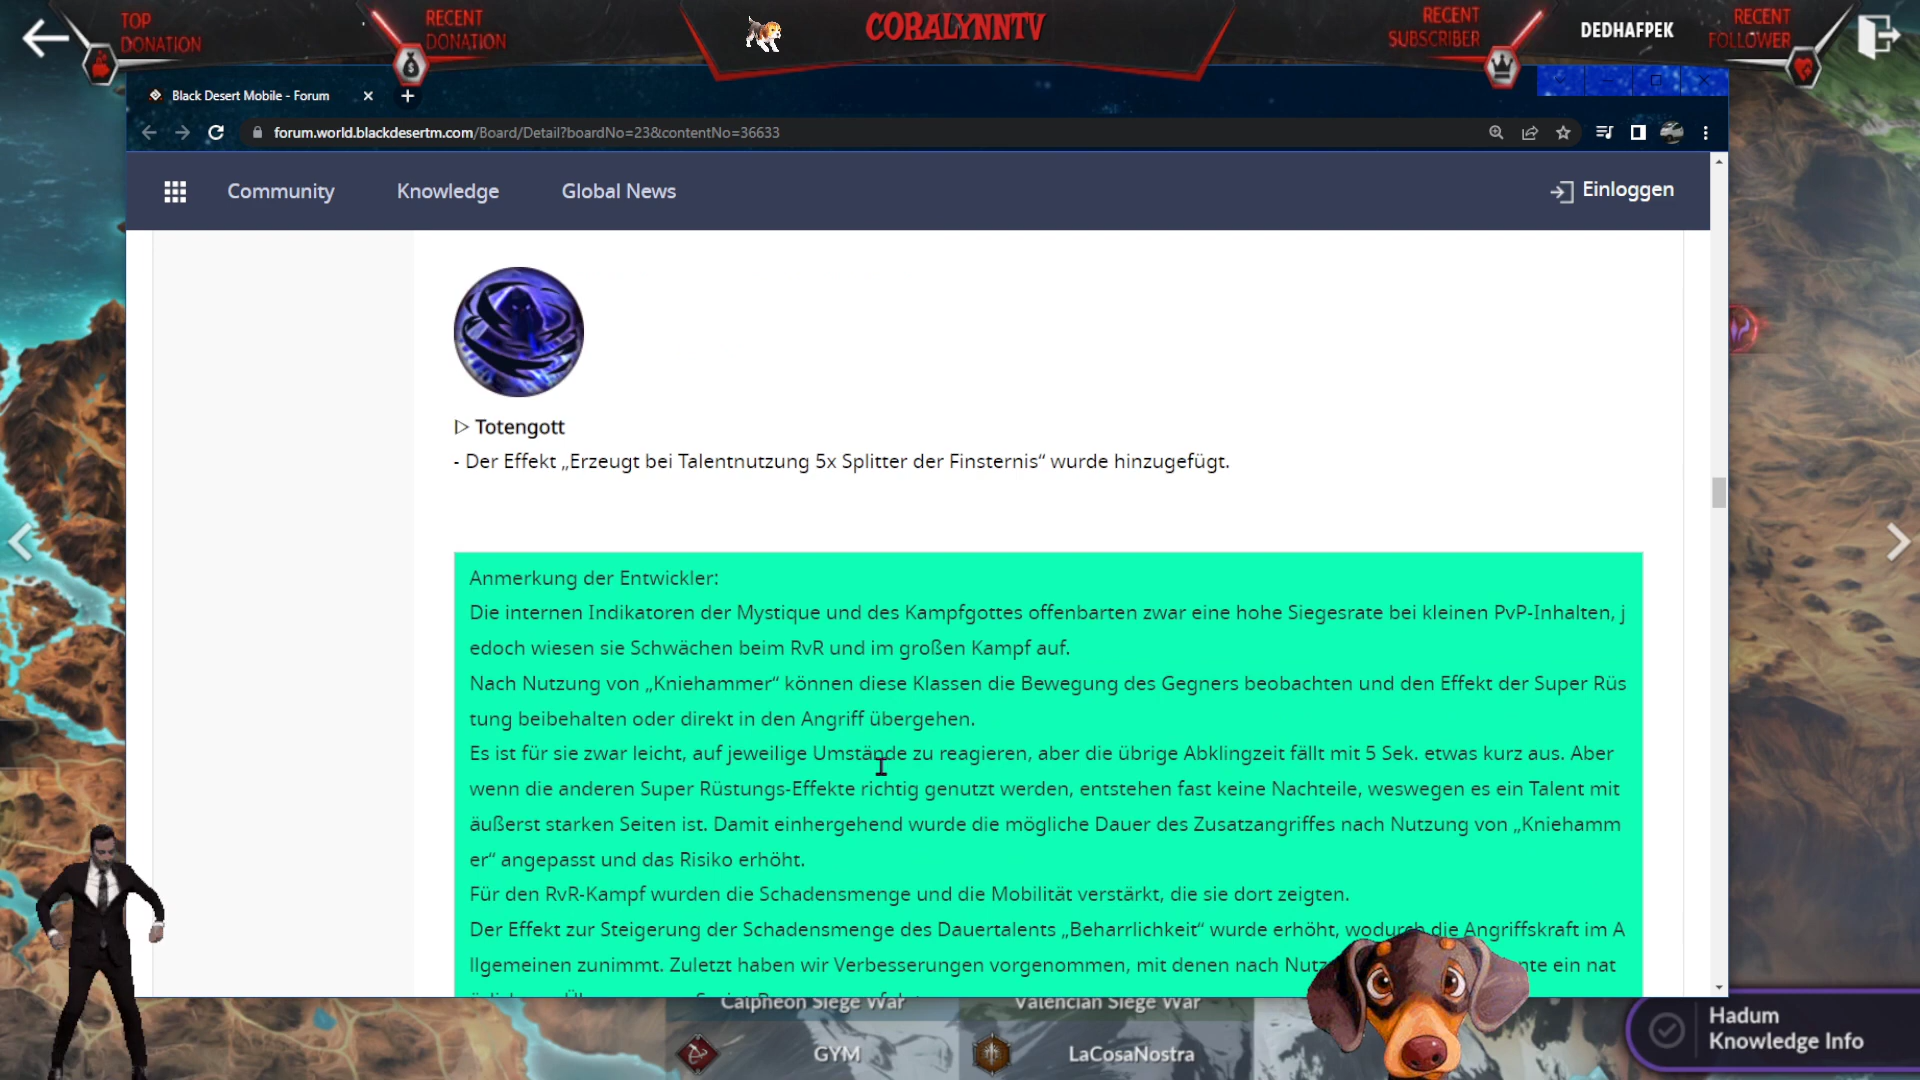 TOP
DONATION
RECENT
DONATION
CORALYNNTV
RECENT
SUBSCRIBER
DEDHAFPEK
RECENT
FOLLOWER
Black Desert Mobile - Forum
forum.world.blackdesertm.com/Board/Detail?boardNo=23&contentNo=36633
Community
Knowledge
Global News
Einloggen
▷ Totengott
- Der Effekt „Erzeugt bei Talentnutzung 5x Splitter der Finsternis“ wurde hinzugefügt.
Anmerkung der Entwickler:
Die internen Indikatoren der Mystique und des Kampfgottes offenbarten zwar eine hohe Siegesrate bei kleinen PvP-Inhalten, j
edoch wiesen sie Schwächen beim RvR und im großen Kampf auf.
Nach Nutzung von „Kniehammer“ können diese Klassen die Bewegung des Gegners beobachten und den Effekt der Super Rüs
tung beibehalten oder direkt in den Angriff übergehen.
Es ist für sie zwar leicht, auf jeweilige Umstände zu reagieren, aber die übrige Abklingzeit fällt mit 5 Sek. etwas kurz aus. Aber
wenn die anderen Super Rüstungs-Effekte richtig genutzt werden, entstehen fast keine Nachteile, weswegen es ein Talent mit
äußerst starken Seiten ist. Damit einhergehend wurde die mögliche Dauer des Zusatzangriffes nach Nutzung von „Kniehamm
er“ angepasst und das Risiko erhöht.
Für den RvR-Kampf wurden die Schadensmenge und die Mobilität verstärkt, die sie dort zeigten.
Der Effekt zur Steigerung der Schadensmenge des Dauertalents „Beharrlichkeit“ wurde erhöht, wodurch die Angriffskraft im A
llgemeinen zunimmt. Zuletzt haben wir Verbesserungen vorgenommen, mit denen nach ein nat
Calpheon Siege War
Valencian Siege War
GYM
LaCosaNostra
Hadum
Knowledge Info